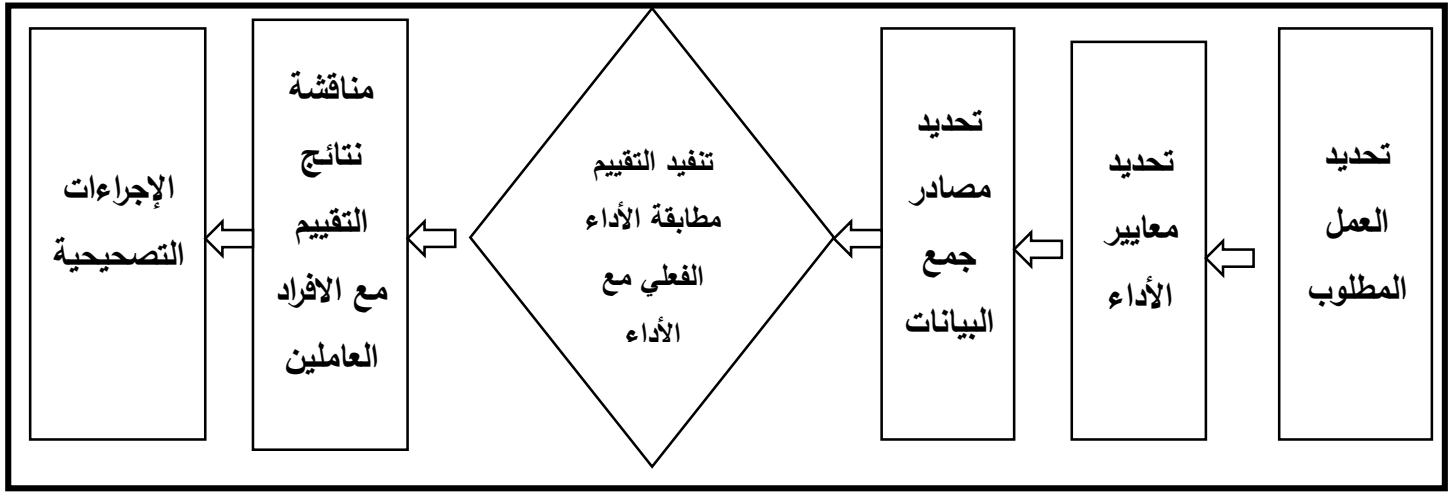 تحديد
العمل
المطلوب
تحديد
معايير
الأداء
تحديد
مصادر
جمع
البيانات
تنفيد التقييم
مطابقة الأداء
الفعلي مع
الأداء
مناقشة
نتائج
التقييم
مع الافراد
العاملين
الإجراءات
التصحيحية